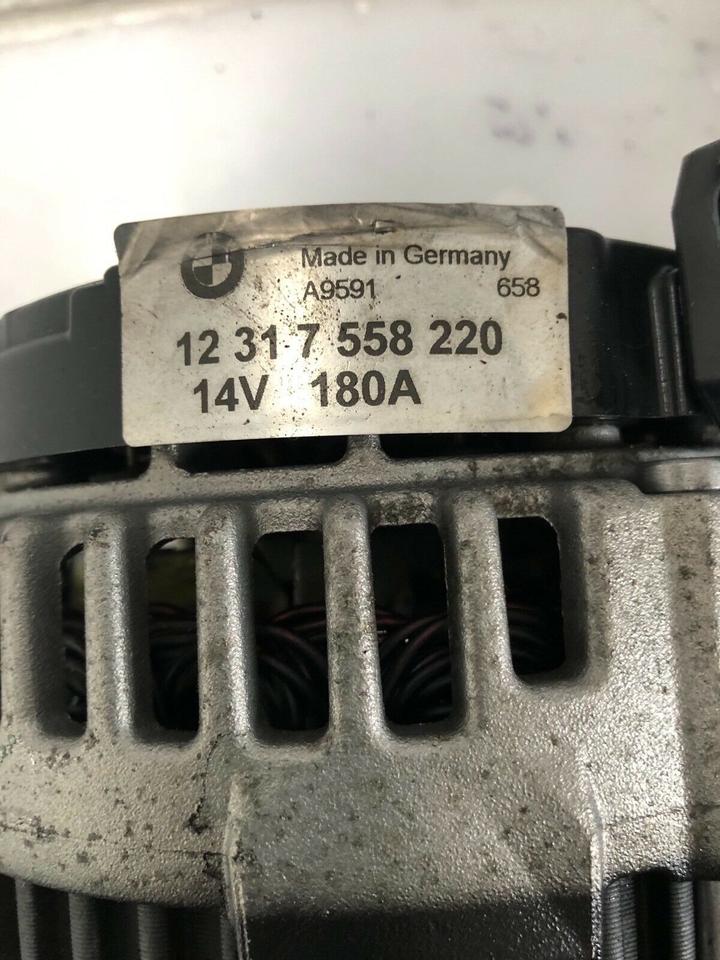 Made in Germany
A9591 658
12 31 7 558 220
14V 180A